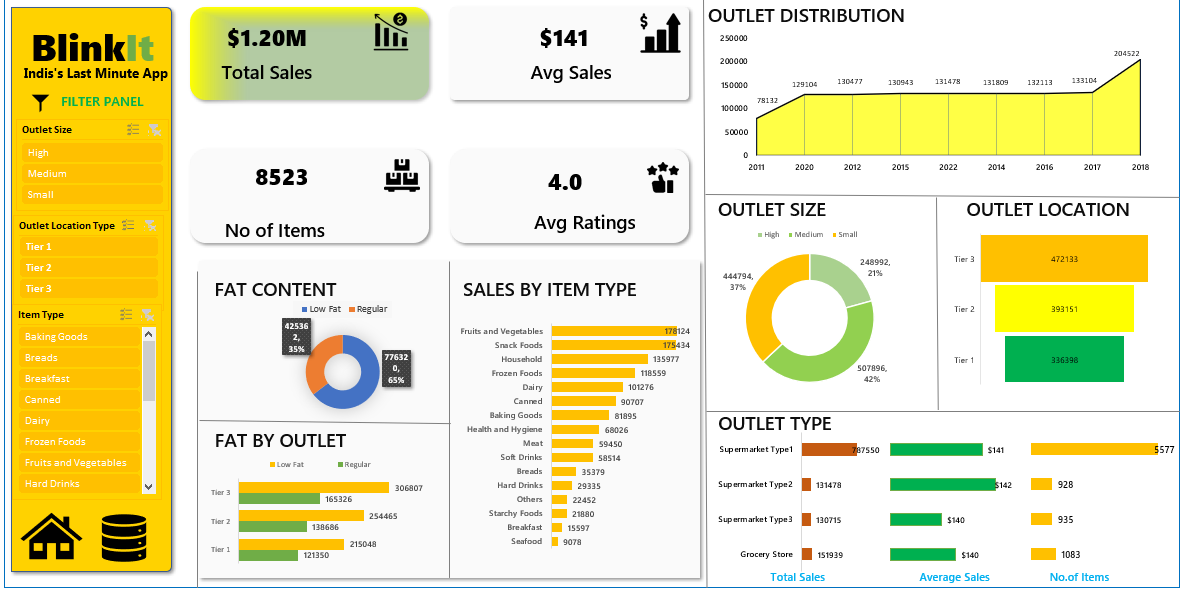 BlinkIt
Indis's Last Minute App
FILTER PANEL
Outlet Size
High
Medium
Small
Outlet Location Type
Tier 1
Tier 2
Tier 3
Item Type
Baking Goods
Breads
Breakfast
Canned
Dairy
Frozen Foods
Fruits and Vegetables
Hard Drinks
$1.20M
Total Sales
$
$141
Avg Sales
$
8523
No of Items
4.0
Avg Ratings
FAT CONTENT
Low Fat
Regular
42536
2,
35%
77632
0,
65%
FAT BY OUTLET
Low Fat
Regular
Tier 3
306807
165326
Tier 2
254465
138686
Tier 1
215048
121350
SALES BY ITEM TYPE
Fruits and Vegetables 178124
Snack Foods 175434
Household 135977
Frozen Foods 118559
Dairy 101276
Canned 90707
Baking Goods 81895
Health and Hygiene 68026
Meat 59450
Soft Drinks 58514
Breads 35379
Hard Drinks 29335
Others 22452
Starchy Foods 21880
Breakfast 15597
Seafood 9078
OUTLET DISTRIBUTION
250000
200000
150000
100000
50000
0
78132 129104 130477 130943 131478 131809 132113 133104 204522
2011 2020 2012 2015 2022 2014 2016 2017 2018
OUTLET SIZE
High Medium Small
444794,
37%
248992,
21%
507896,
42%
OUTLET LOCATION
Tier 3 472133
Tier 2 393151
Tier 1 336398
OUTLET TYPE
Supermarket Type1 787550 $141 5577
Supermarket Type2 131478 $142 928
Supermarket Type3 130715 $140 935
Grocery Store 151939 $140 1083
Total Sales Average Sales No.of Items